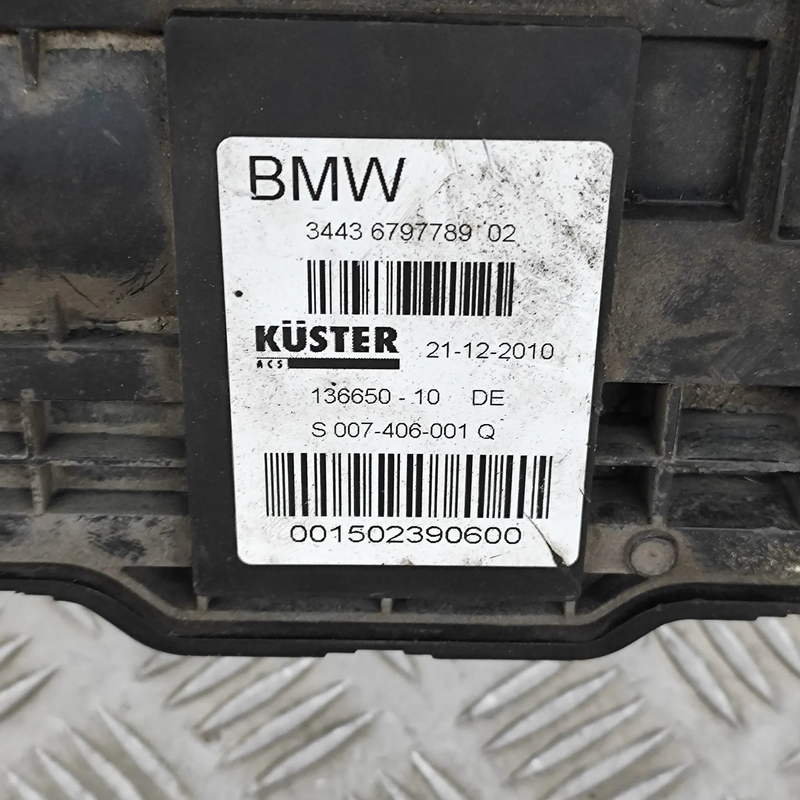 BMW
3443 6797789 02
KÜSTER
ACS
21-12-2010
136650 - 10 DE
S 007-406-001 Q
001502390600